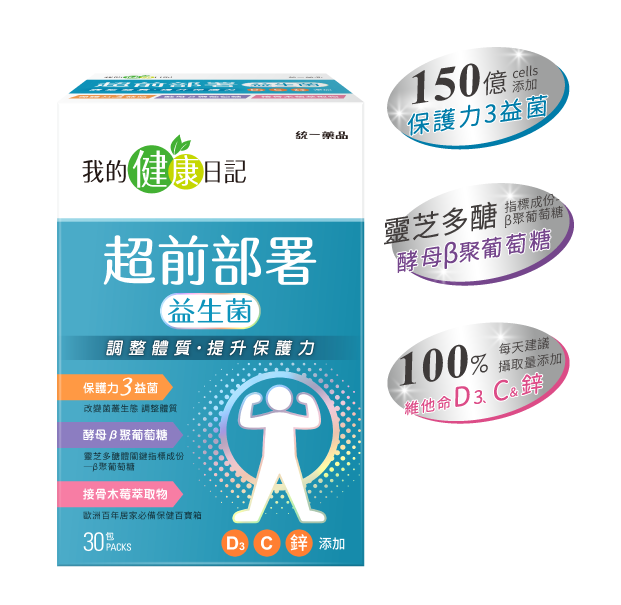 超前部署 益生菌
統一藥品
我的健康日記
超前部署
益生菌
調整體質・提升保護力
保護力3益菌
改變菌叢生態 調整體質
酵母β聚葡萄糖
靈芝多醣體關鍵指標成份
—β聚葡萄糖
接骨木莓萃取物
歐洲百年居家必備保健百寶箱
30包
PACKS
D3 C 鋅 添加
150億 cells
添加
保護力3益菌
靈芝多醣 指標成份-
β聚葡萄糖
酵母β聚葡萄糖
100% 每天建議
攝取量添加
維他命D3、C&鋅